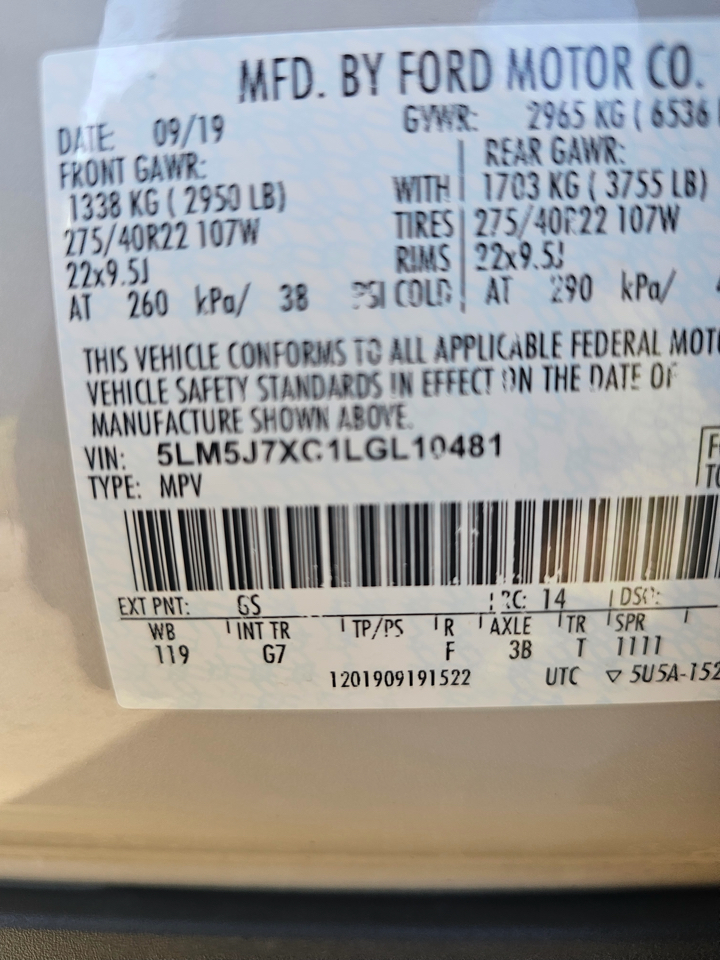 MFD. BY FORD MOTOR CO.
DATE: 09/19 GVWR: 2965 KG ( 6536
FRONT GAWR: REAR GAWR:
1338 KG ( 2950 LB) WITH 1703 KG ( 3755 LB)
275/40R22 107W TIRES 275/40R22 107W
22x9.5J RIMS 22x9.5J
AT 260 kPa/ 38 PSI COLD AT 290 kPa/
THIS VEHICLE CONFORMS TO ALL APPLICABLE FEDERAL MOTO
VEHICLE SAFETY STANDARDS IN EFFECT ON THE DATE OF
MANUFACTURE SHOWN ABOVE.
VIN: 5LM5J7XC1LGL10481
TYPE: MPV
EXT PNT: GS RC: 14 DSO:
WB INT TR TP/PS R AXLE TR SPR
119 G7 F 3B T 1111
1201909191522 UTC ▽ 5U5A-152